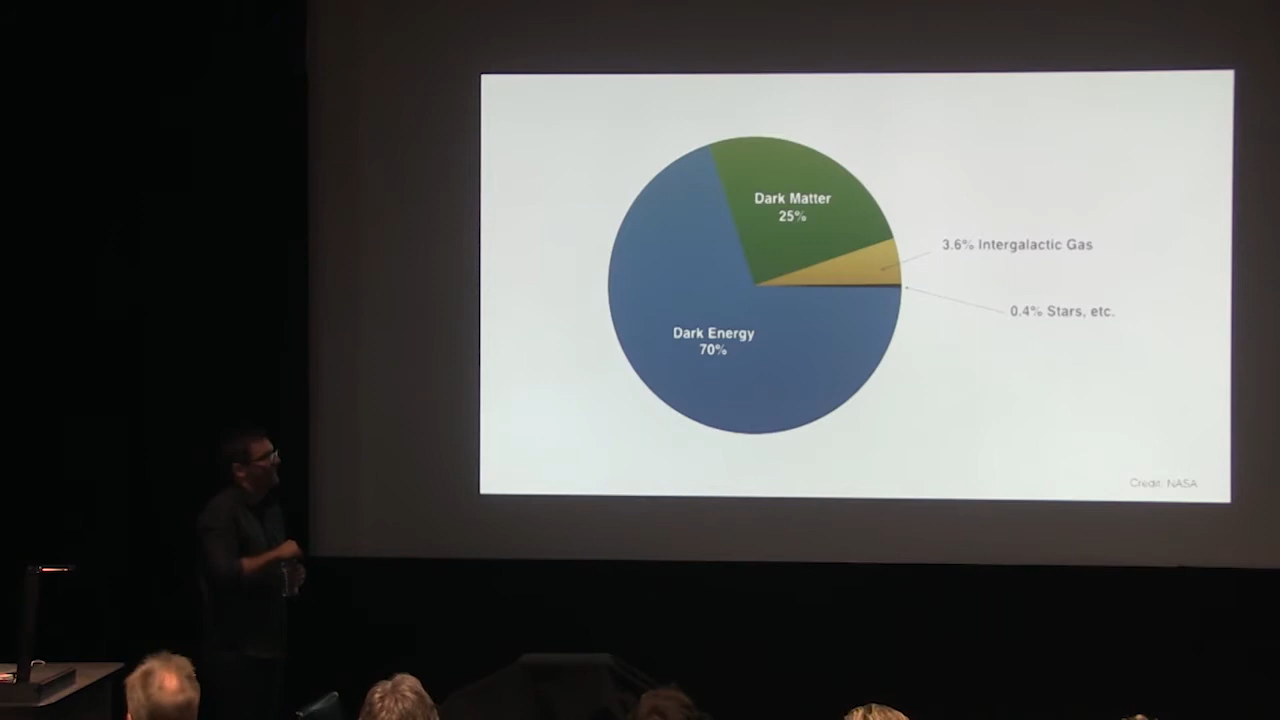 Dark Matter
25%
3.6% Intergalactic Gas
0.4% Stars, etc.
Dark Energy
70%
Credit: NASA